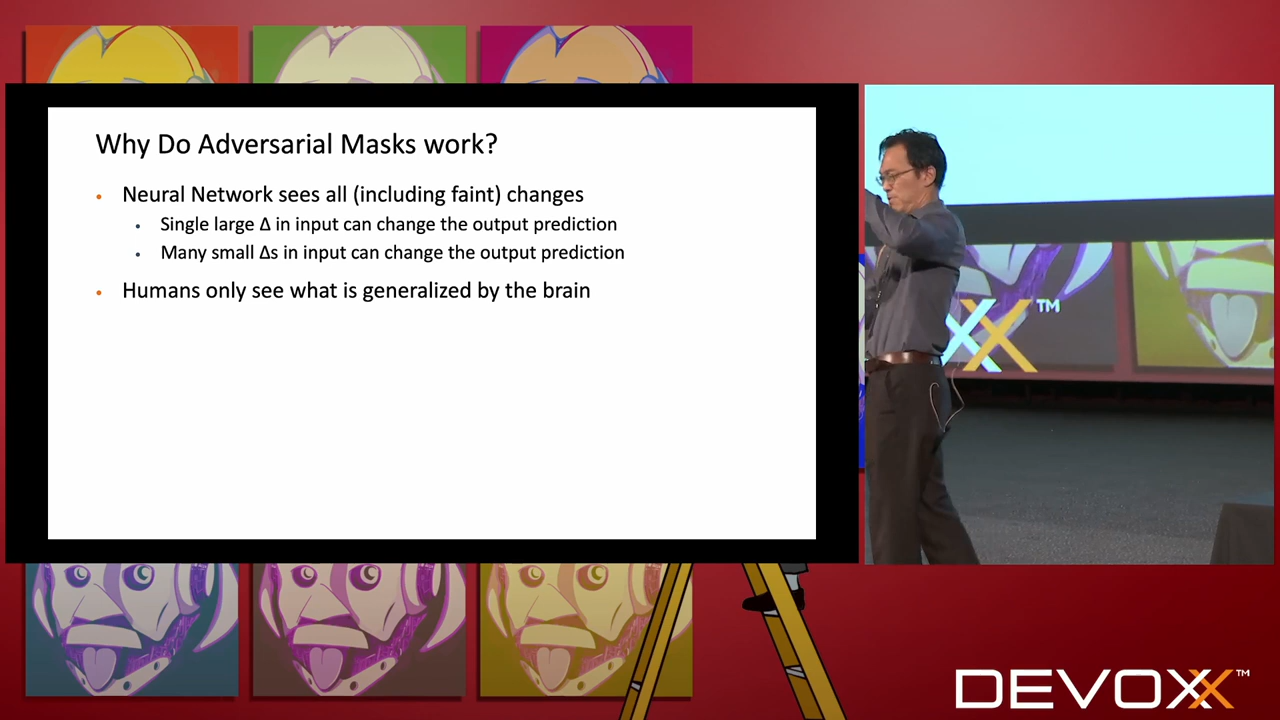 Why Do Adversarial Masks work?
• Neural Network sees all (including faint) changes
• Single large Δ in input can change the output prediction
• Many small Δs in input can change the output prediction
• Humans only see what is generalized by the brain
XX™
DEVOXX™